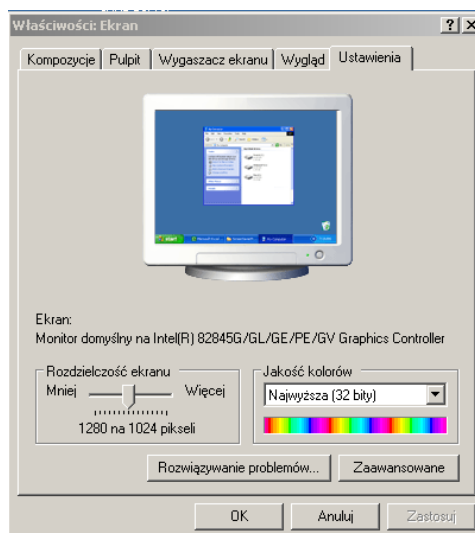 Właściwości: Ekran
Kompozycje Pulpit Wygaszacz ekranu Wygląd Ustawienia
Ekran:
Monitor domyślny na Intel(R) 82845G/GL/GE/PE/GV Graphics Controller
Rozdzielczość ekranu
Mniej Więcej
1280 na 1024 pikseli
Jakość kolorów
Najwyższa (32 bity)
Rozwiązywanie problemów... Zaawansowane
OK Anuluj Zastosuj